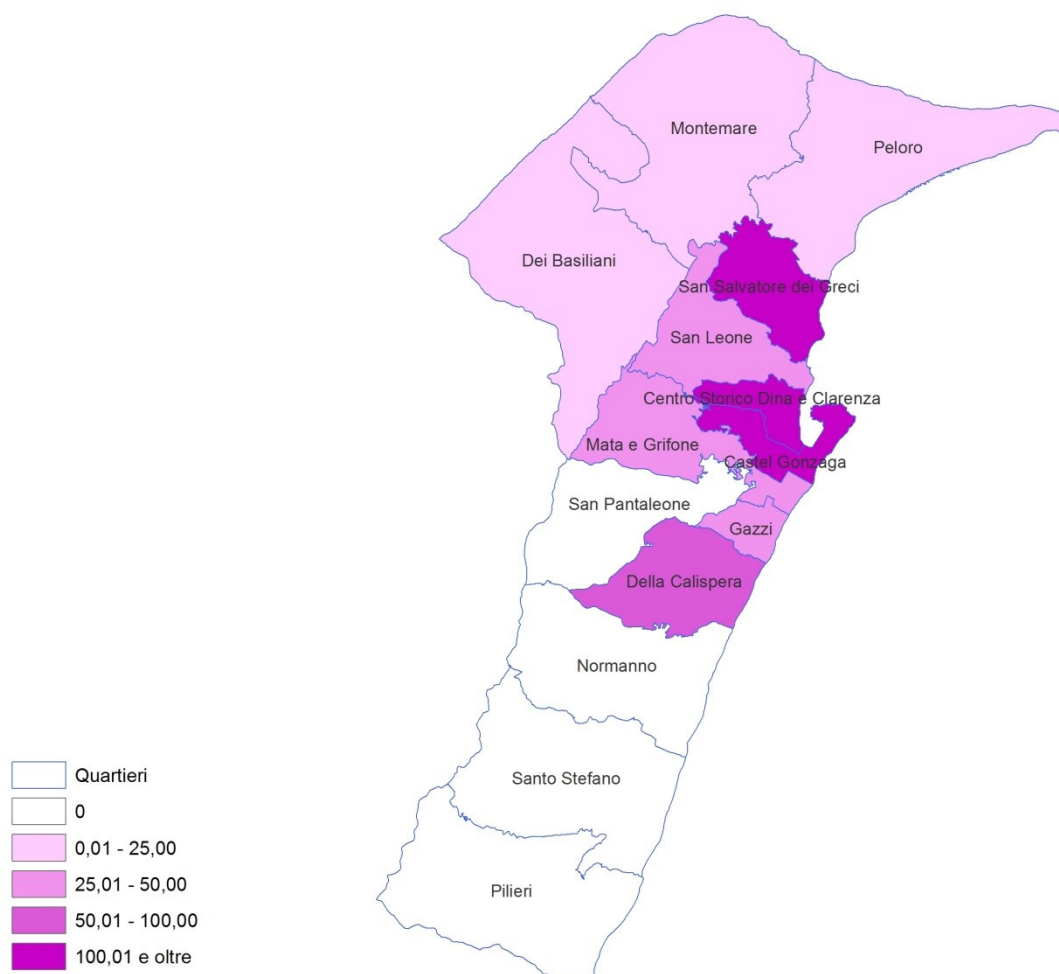 Montemare
Peloro
Dei Basiliani
San Salvatore dei Greci
San Leone
Centro Storico Dina e Clarenza
Mata e Grifone
Castel Gonzaga
San Pantaleone
Gazzi
Della Calispera
Normanno
Santo Stefano
Pilieri
Quartieri
0
0,01 - 25,00
25,01 - 50,00
50,01 - 100,00
100,01 e oltre